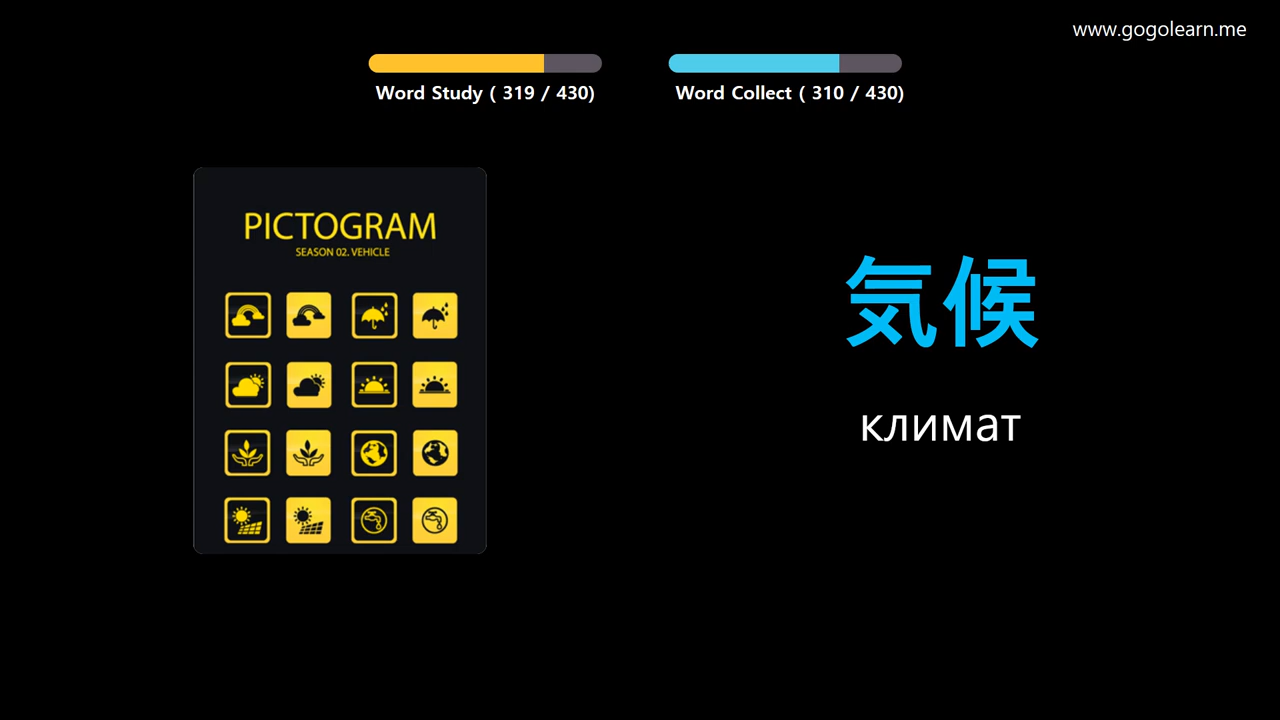 www.gogolearn.me
Word Study ( 319 / 430)
Word Collect ( 310 / 430)
PICTOGRAM
SEASON 02. VEHICLE
気候
климат